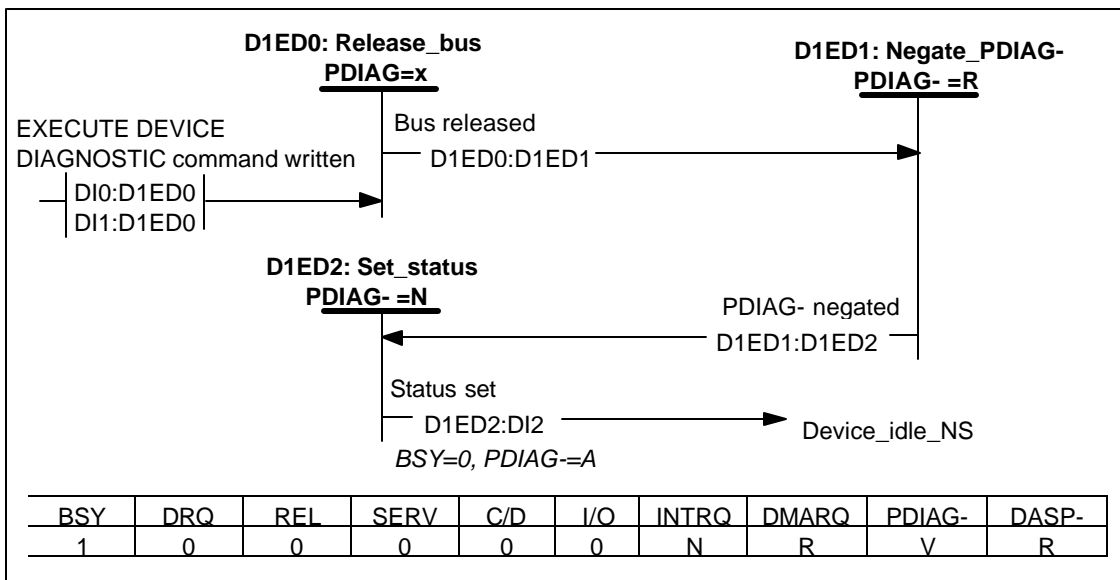 D1ED0: Release_bus
PDIAG=x
D1ED1: Negate_PDIAG-
PDIAG- =R
EXECUTE DEVICE
DIAGNOSTIC command written
DI0:D1ED0
DI1:D1ED0
Bus released
D1ED0:D1ED1
D1ED2: Set_status
PDIAG- =N
PDIAG- negated
D1ED1:D1ED2
Status set
D1ED2:DI2
Device_idle_NS
BSY=0, PDIAG-=A
BSY DRQ REL SERV C/D I/O INTRQ DMARQ PDIAG- DASP-
1 0 0 0 0 0 N R V R